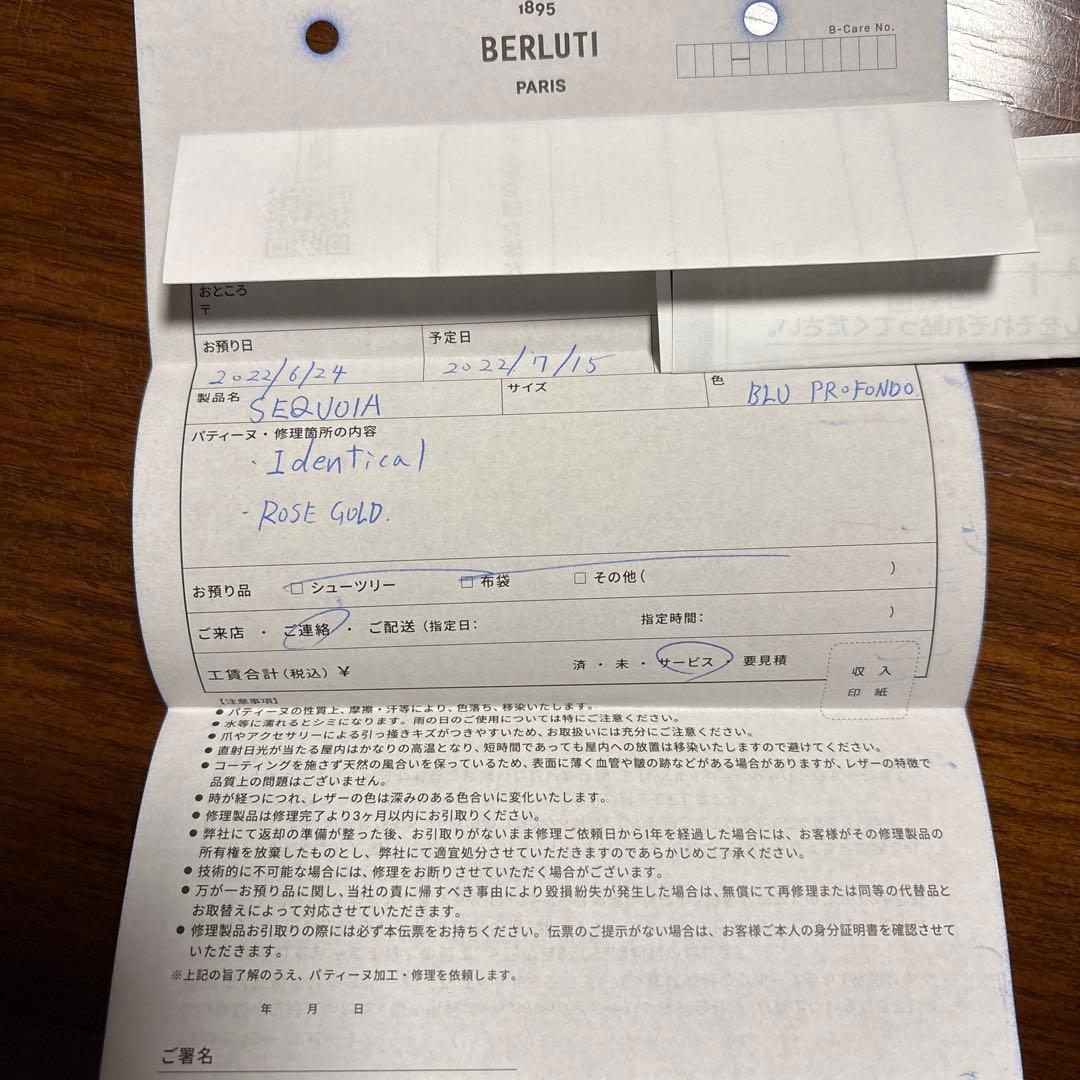 1895
BERLUTI
PARIS
B-Care No.
おところ
〒
お預り日 予定日
2022/6/24 2022/7/15
製品名 SEQUOIA サイズ 色 BLU PROFONDO.
パティーヌ・修理箇所の内容
・Identical
- ROSE GOLD.
お預り品 □ シューツリー □ 布袋 □ その他( )
ご来店 ・ ご連絡 ・ ご配送 (指定日: 指定時間: )
工賃合計(税込) ¥ 済 ・ 未 ・ サービス ・ 要見積
収入
印紙
【注意事項】
● パティーヌの性質上、摩擦・汗等により、色落ち、移染いたします。
● 水等に濡れるとシミになります。雨の日のご使用については特にご注意ください。
● 爪やアクセサリーによる引っ掻きキズがつきやすいため、お取扱いには充分にご注意ください。
● 直射日光が当たる屋内はかなりの高温となり、短時間であっても屋内への放置は移染いたしますので避けてください。
● コーティングを施さず天然の風合いを保っているため、表面に薄く血管や皺の跡などがある場合がありますが、レザーの特徴で
品質上の問題はございません。
● 時が経つにつれ、レザーの色は深みのある色合いに変化いたします。
● 修理製品は修理完了より3ヶ月以内にお引取りください。
● 弊社にて返却の準備が整った後、お引取りがないまま修理ご依頼日から1年を経過した場合には、お客様がその修理製品の
所有権を放棄したものとし、弊社にて適宜処分させていただきますのであらかじめご了承ください。
● 技術的に不可能な場合には、修理をお断りさせていただく場合がございます。
● 万が一お預り品に関し、当社の責に帰すべき事由により毀損紛失が発生した場合は、無償にて再修理または同等の代替品と
お取替えによって対応させていただきます。
● 修理製品お引取りの際には必ず本伝票をお持ちください。伝票のご提示がない場合は、お客様ご本人の身分証明書を確認させて
いただきます。
※上記の旨了解のうえ、パティーヌ加工・修理を依頼します。
年 月 日
ご署名